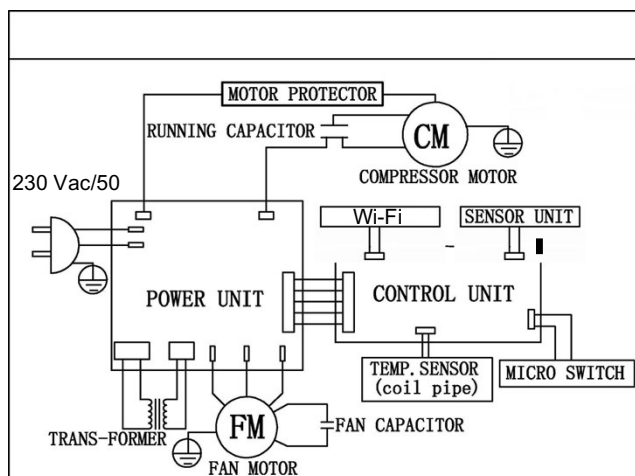 MOTOR PROTECTOR
RUNNING CAPACITOR
CM
COMPRESSOR MOTOR
230 Vac/50
Wi-Fi
SENSOR UNIT
POWER UNIT
CONTROL UNIT
TEMP. SENSOR
(coil pipe)
MICRO SWITCH
TRANS-FORMER
FM
FAN CAPACITOR
FAN MOTOR